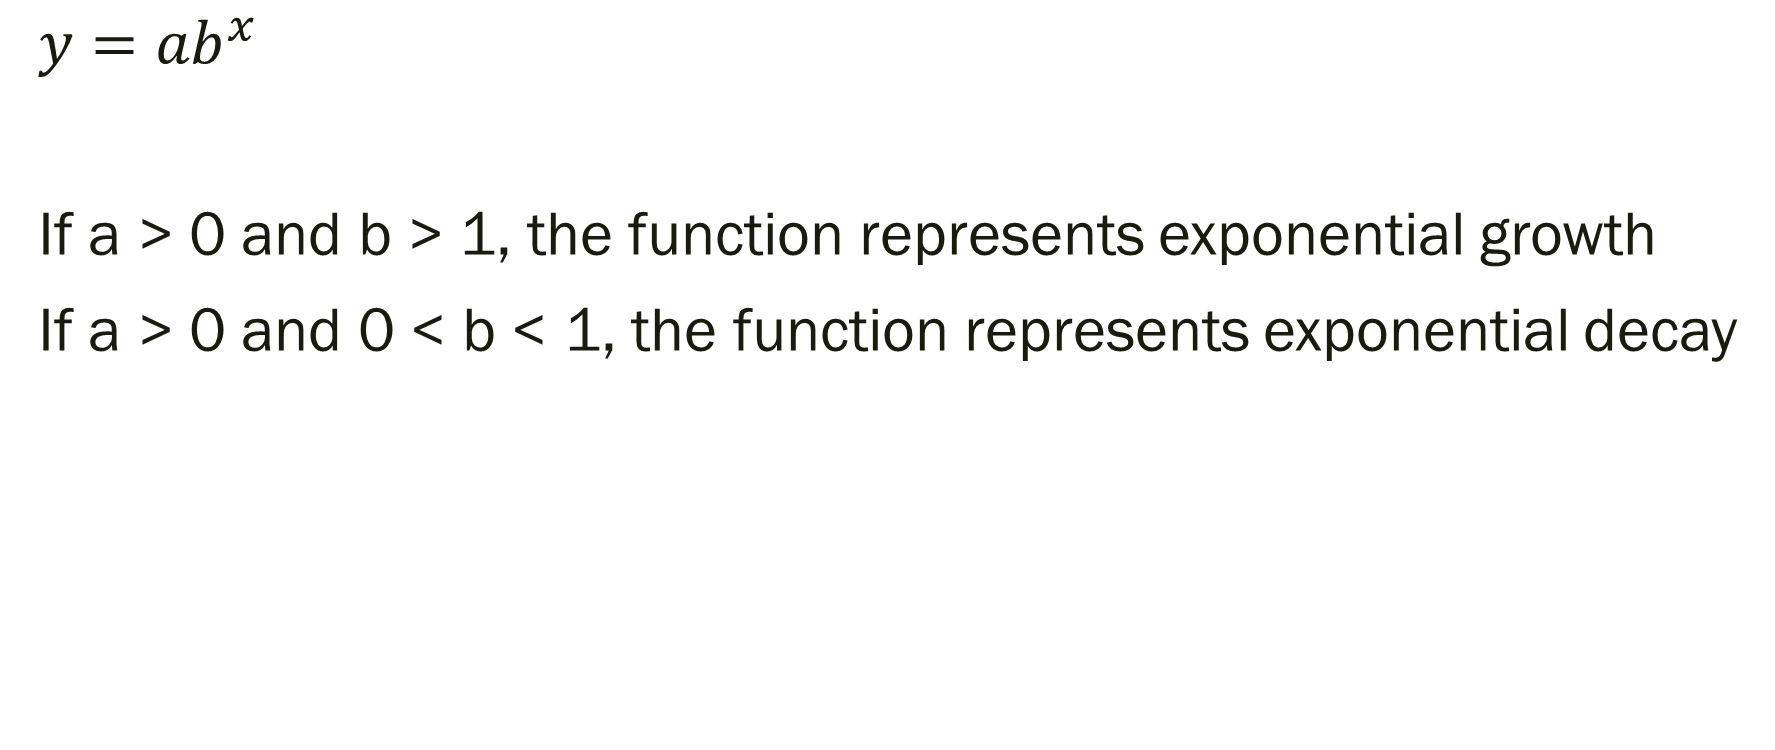 y = abˣ
If a > 0 and b > 1, the function represents exponential growth
If a > 0 and 0 < b < 1, the function represents exponential decay